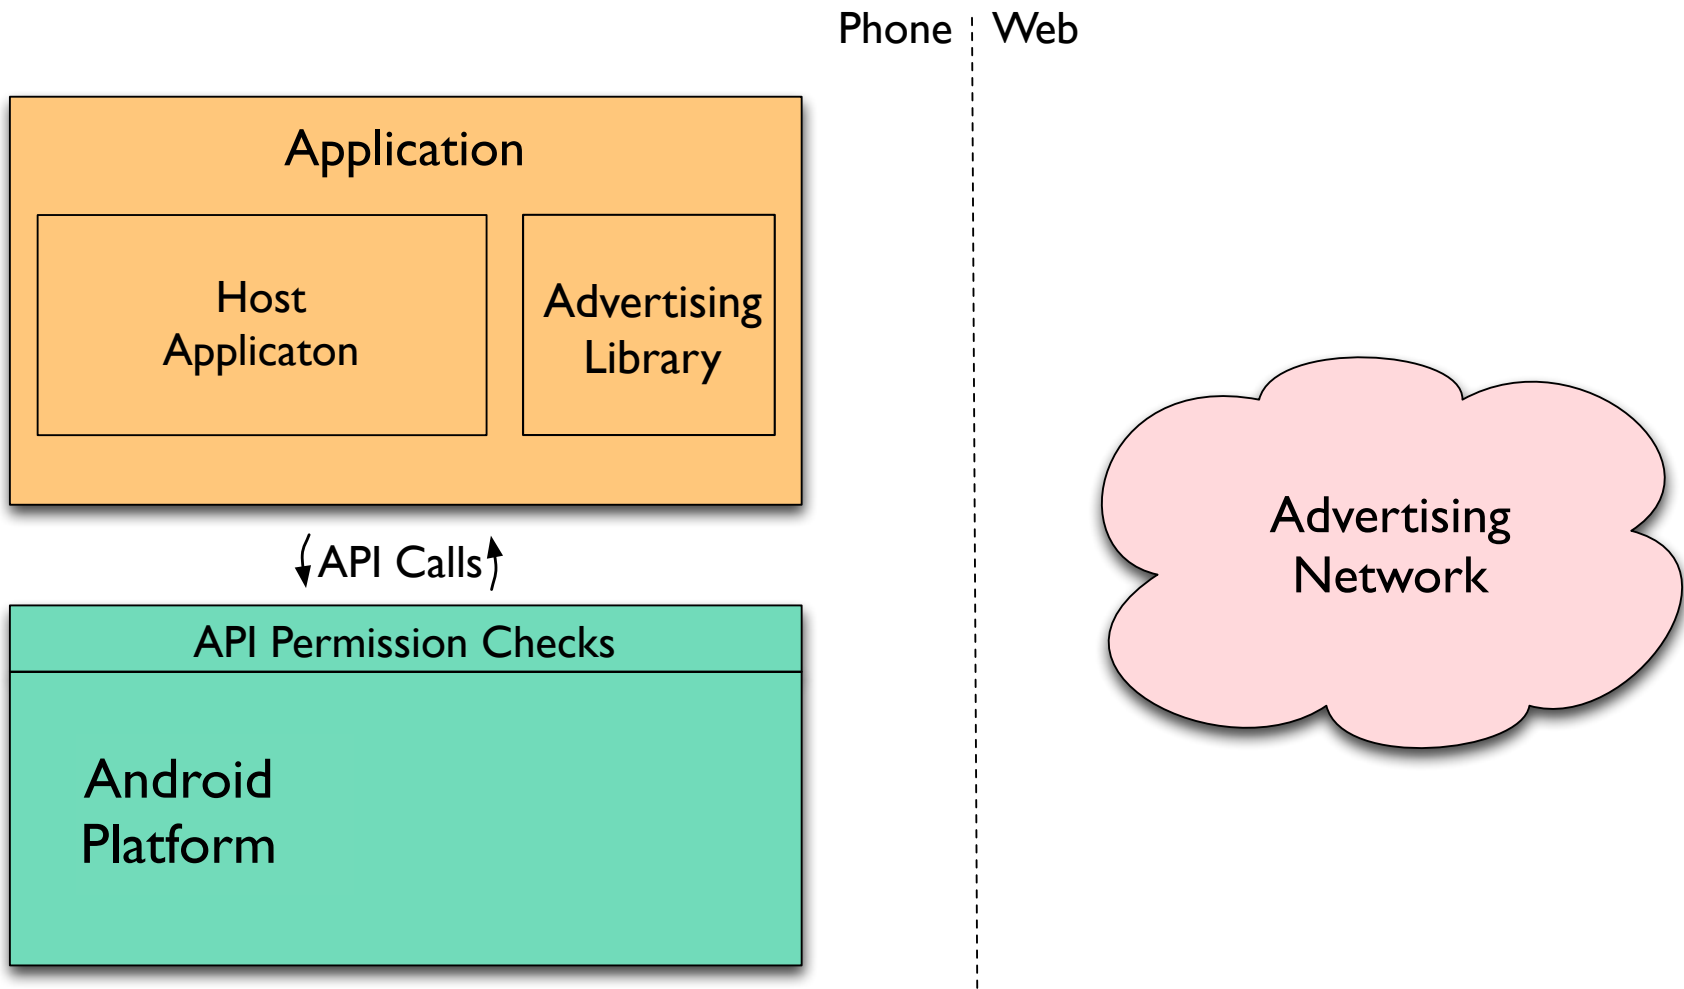 Phone Web
Application
Host
Applicaton
Advertising
Library
API Calls
API Permission Checks
Android
Platform
Advertising
Network